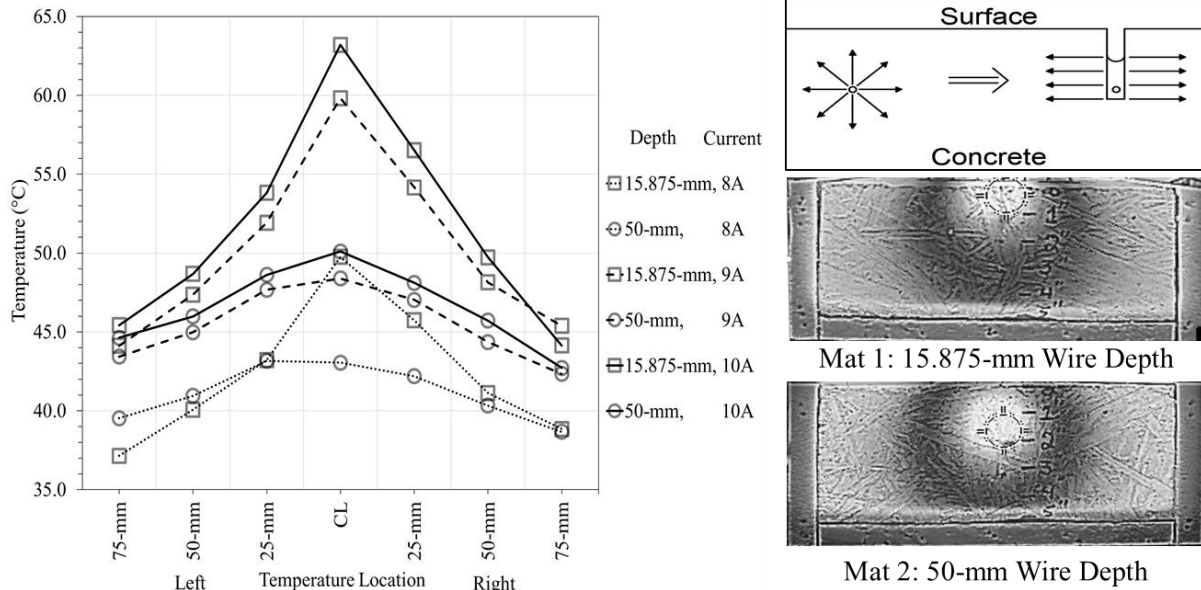 Temperature (°C)
65.0
60.0
55.0
50.0
45.0
40.0
35.0
75-mm
50-mm
25-mm
CL
25-mm
50-mm
75-mm
Left Temperature Location Right
Depth Current
15.875-mm, 8A
50-mm, 8A
15.875-mm, 9A
50-mm, 9A
15.875-mm, 10A
50-mm, 10A
Surface
Concrete
Mat 1: 15.875-mm Wire Depth
Mat 2: 50-mm Wire Depth